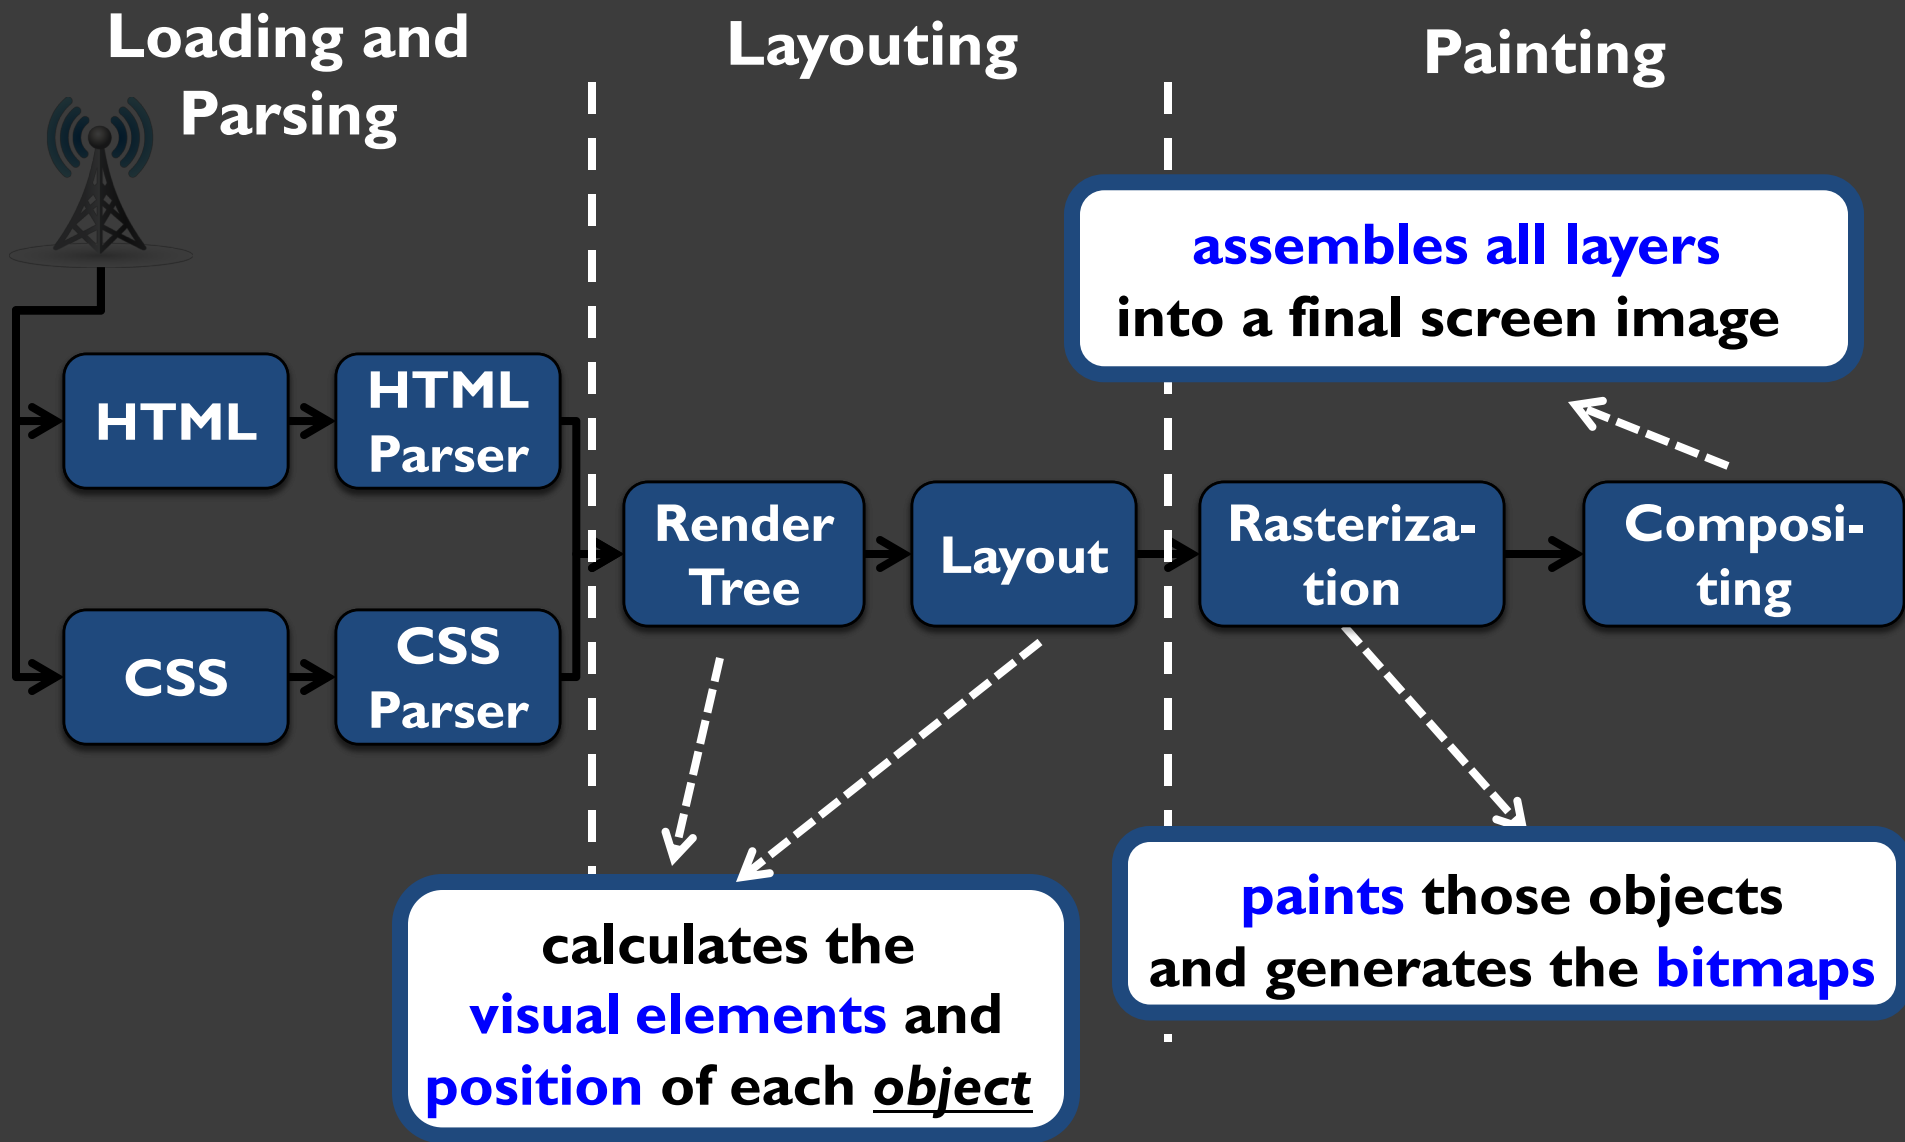 Loading and
Parsing
Layouting
Painting
assembles all layers
into a final screen image
HTML
HTML
Parser
CSS
CSS
Parser
Render
Tree
Layout
Rasteriza-
tion
Composi-
ting
calculates the
visual elements and
position of each object
paints those objects
and generates the bitmaps